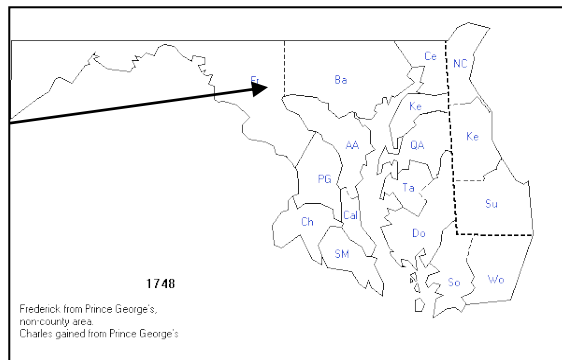 Ce
NC
Fr
Ba
Ke
Ke
AA
QA
PG
Ta
Su
Cal
Ch
Do
SM
So
Wo
1748
Frederick from Prince George's,
non-county area.
Charles gained from Prince George's